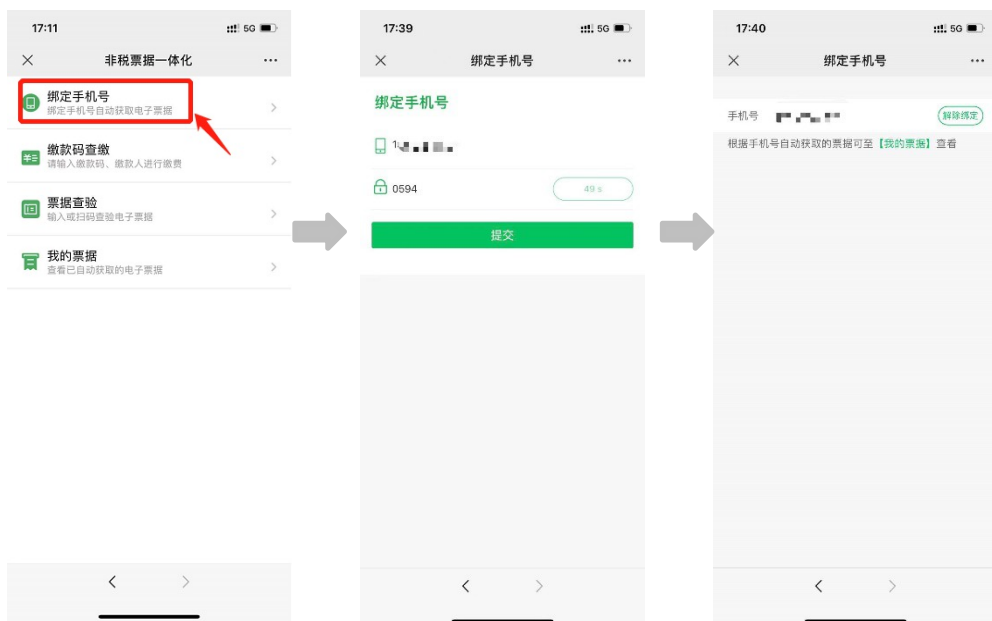 17:11
5G
非税票据一体化
绑定手机号
绑定手机号自动获取电子票据
缴款码查缴
请输入缴款码、缴款人进行缴费
票据查验
输入或扫码查验电子票据
我的票据
查看已自动获取的电子票据
17:39
5G
绑定手机号
绑定手机号
0594
49 s
提交
17:40
5G
绑定手机号
手机号
解除绑定
根据手机号自动获取的票据可至【我的票据】查看